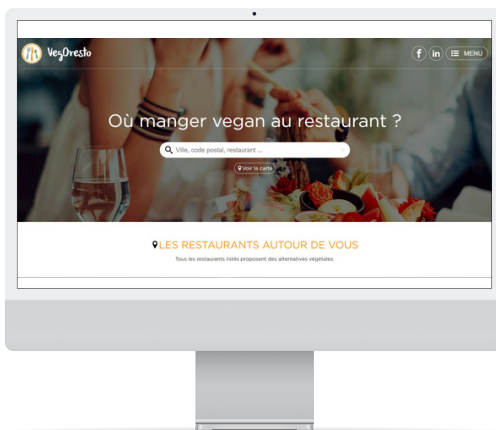 VegOresto
f in MENU
Où manger vegan au restaurant ?
Ville, code postal, restaurant ...
Voir la carte
LES RESTAURANTS AUTOUR DE VOUS
Tous les restaurants listés proposent des alternatives végétales.